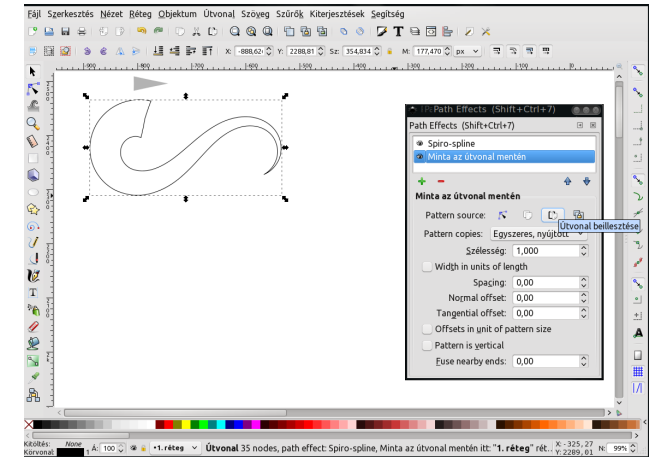 Fájl Szerkesztés Nézet Réteg Objektum Útvonal Szöveg Szűrők Kiterjesztések Segítség
X: -888,62 Y: 2288,81 Sz: 354,834 M: 177,470 px
Path Effects (Shift+Ctrl+7)
Path Effects (Shift+Ctrl+7)
Spiro-spline
Minta az útvonal mentén
Minta az útvonal mentén
Pattern source:
Útvonal beillesztése
Pattern copies: Egyszeres, nyújtott
Szélesség: 1,000
Width in units of length
Spacing: 0,00
Normal offset: 0,00
Tangential offset: 0,00
Offsets in unit of pattern size
Pattern is vertical
Fuse nearby ends: 0,00
Kitöltés: None
Körvonal: 1 Á: 100 •1.réteg Útvonal 35 nodes, path effect: Spiro-spline, Minta az útvonal mentén itt: "1. réteg" rét.. X: -325,27 N: 99%
Y: 2289,01